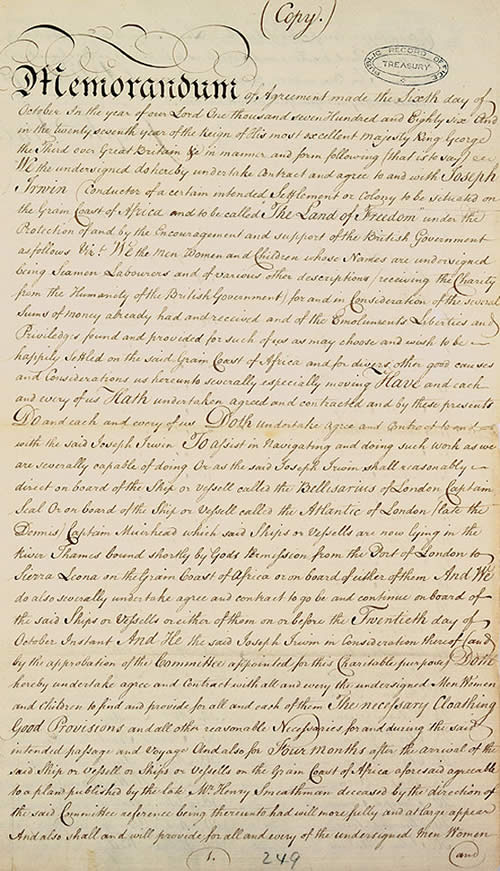 (Copy.)
PUBLIC RECORD OFFICE
TREASURY
Memorandum of Agreement made the Sixth day of
October In the year of our Lord One thousand seven Hundred and Eighty Six And
in the twenty seventh year of the Reign of His most excellent majesty King George
the Third over Great Britain &c in manner and form following (that is to say)
We the undersigned do hereby undertake Contract and agree to and with Joseph
Irwin (Conductor of a certain intended Settlement or Colony to be situated on
the Grain Coast of Africa and to be called The Land of Freedom under the
Protection of and by the Encouragement and support of the British Government
as follows Vizt. We the Men Women and Children whose Names are undersigned
being Seamen Labourers and of various other descriptions (receiving the Charity
from the Humanity of the British Government) for and in Consideration of the several
Sums of money already had and received and of the Emoluments Liberties and
Priviledges found and provided for such of us as may choose and wish to be
happily Settled on the said Grain Coast of Africa and for divers other good causes
and Considerations us hereunto severally especially moving Have and each
and every of us Hath undertaken agreed and contracted and by these presents
Do and each and every of us Doth undertake agree and Contract to and
with the said Joseph Irwin To assist in Navigating and doing such work as we
are severally capable of doing Or as the said Joseph Irwin shall reasonably
direct on board of the Ship or Vessell called the Bellisarius of London Captain
Seal Or on board of the Ship or Vessell called the Atlantic of London (late the
Demis) Captain Muirhead which said Ships or Vessells are now lying in the
River Thames bound shortly by Gods Permission from the Port of London to
Sierra Leona on the Grain Coast of Africa or on board of either of them And We
do also severally undertake agree and contract to go be and continue on board of
the said Ships or Vessells or either of them on or before the Twentieth day of
October Instant And He the said Joseph Irwin in Consideration thereof (and
by the approbation of the Committee appointed for this Charitable purpose) Doth
hereby undertake agree and Contract with all and every the undersigned Men Women
and children to find and provide for all and each of them The necessary Cloathing
Good Provisions and all other reasonable Necessaries for and during the said
intended passage and Voyage And also for Four months after the arrival of the
said Ship or Vessell or Ships or Vessells on the Grain Coast of Africa aforesaid agreeable
to a plan published by the late Mr. Henry Smeathman deceased by the direction of
the said Committee reference being thereunto had will more fully and at large appear
And also shall and will provide for all and every of the undersigned Men Women
and
1.
249